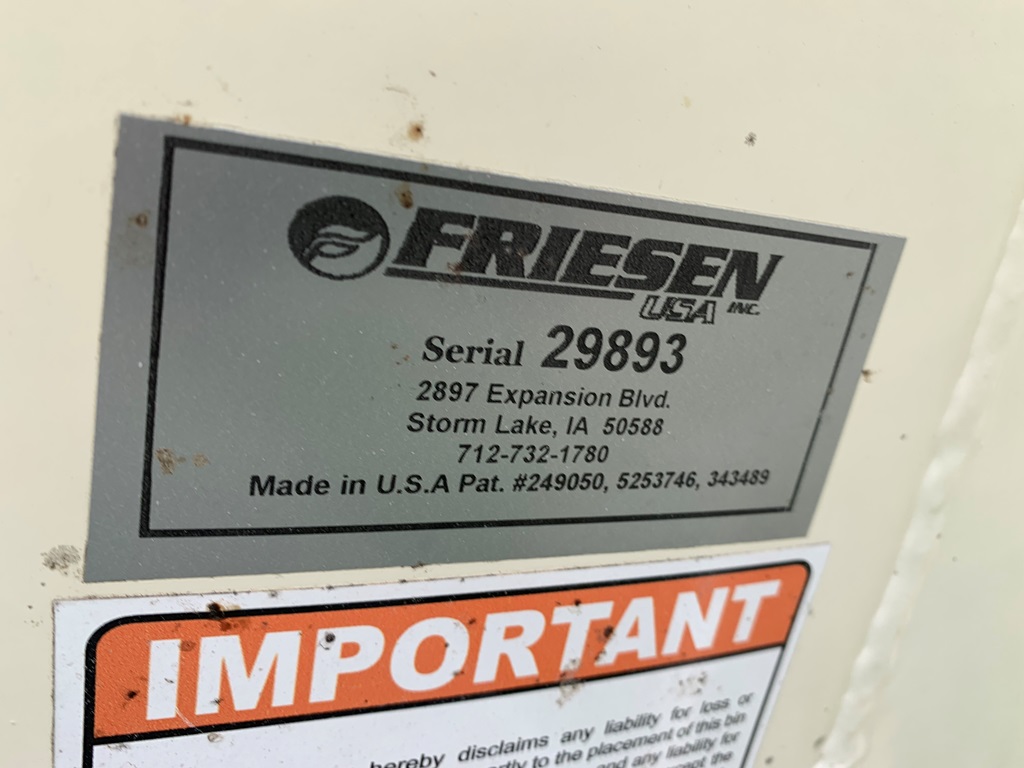 FRIESEN
USA INC.
Serial 29893
2897 Expansion Blvd.
Storm Lake, IA 50588
712-732-1780
Made in U.S.A Pat. #249050, 5253746, 343489
IMPORTANT
hereby disclaims any liability for loss or
to the placement of this bin
and any liability for
the